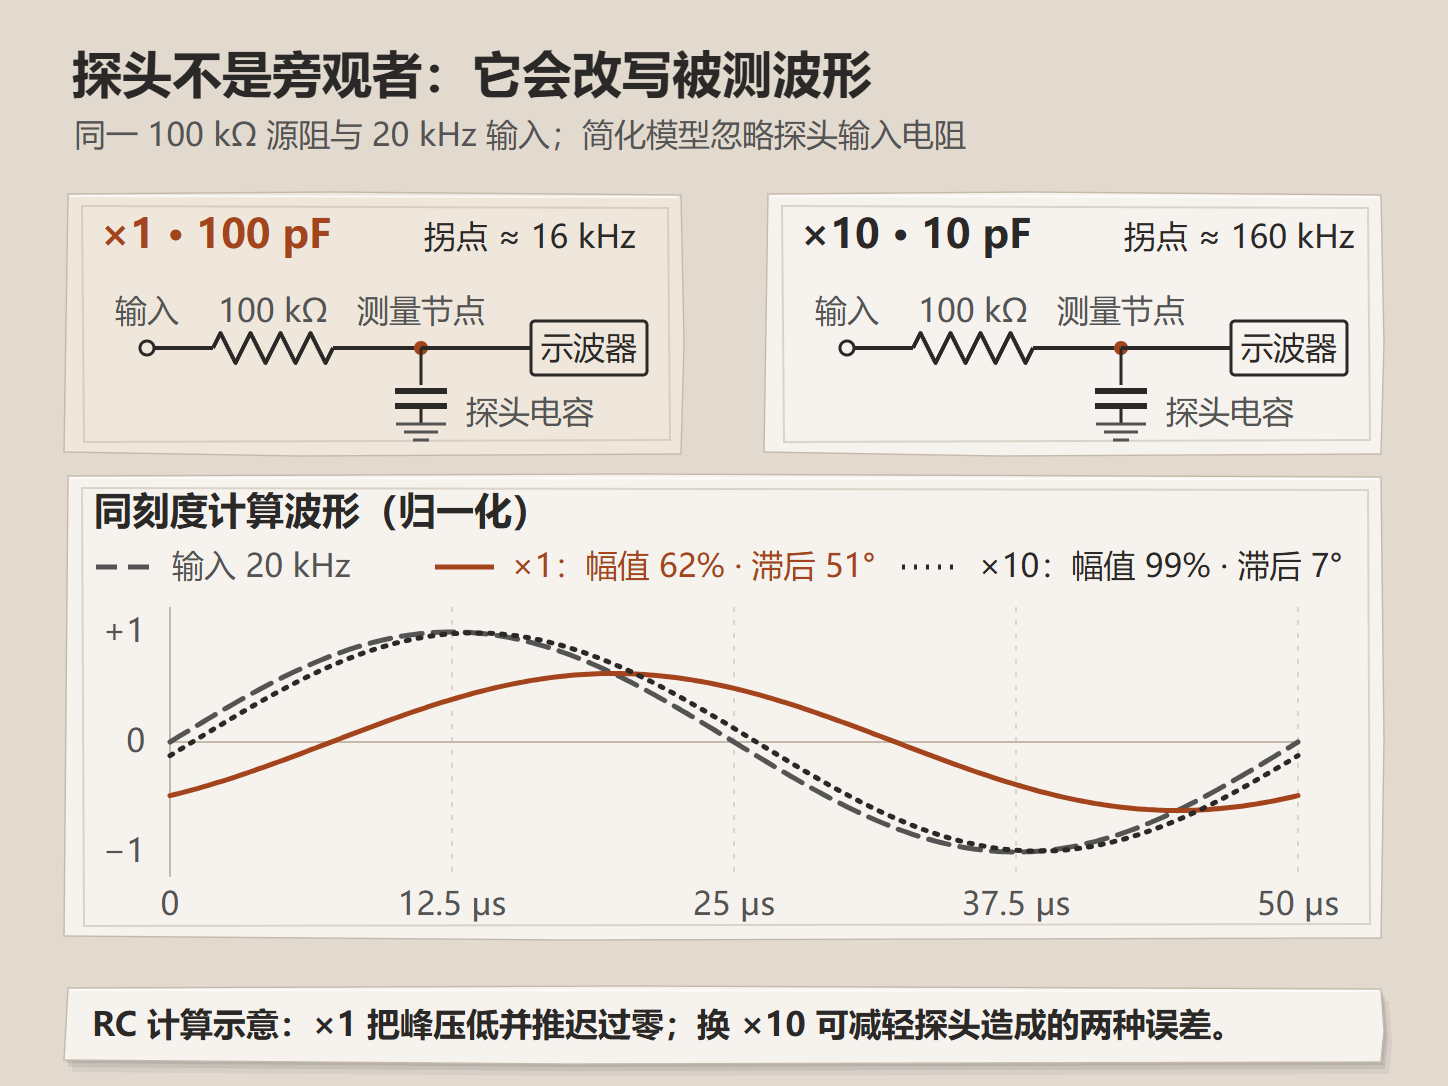 探头不是旁观者：它会改写被测波形
同一 100 kΩ 源阻与 20 kHz 输入；简化模型忽略探头输入电阻
×1 • 100 pF
拐点 ≈ 16 kHz
输入
100 kΩ
测量节点
示波器
探头电容
×10 • 10 pF
拐点 ≈ 160 kHz
输入
100 kΩ
测量节点
示波器
探头电容
同刻度计算波形（归一化）
输入 20 kHz
×1：幅值 62% · 滞后 51°
×10：幅值 99% · 滞后 7°
+1
0
−1
0
12.5 µs
25 µs
37.5 µs
50 µs
RC 计算示意：×1 把峰压低并推迟过零；换 ×10 可减轻探头造成的两种误差。